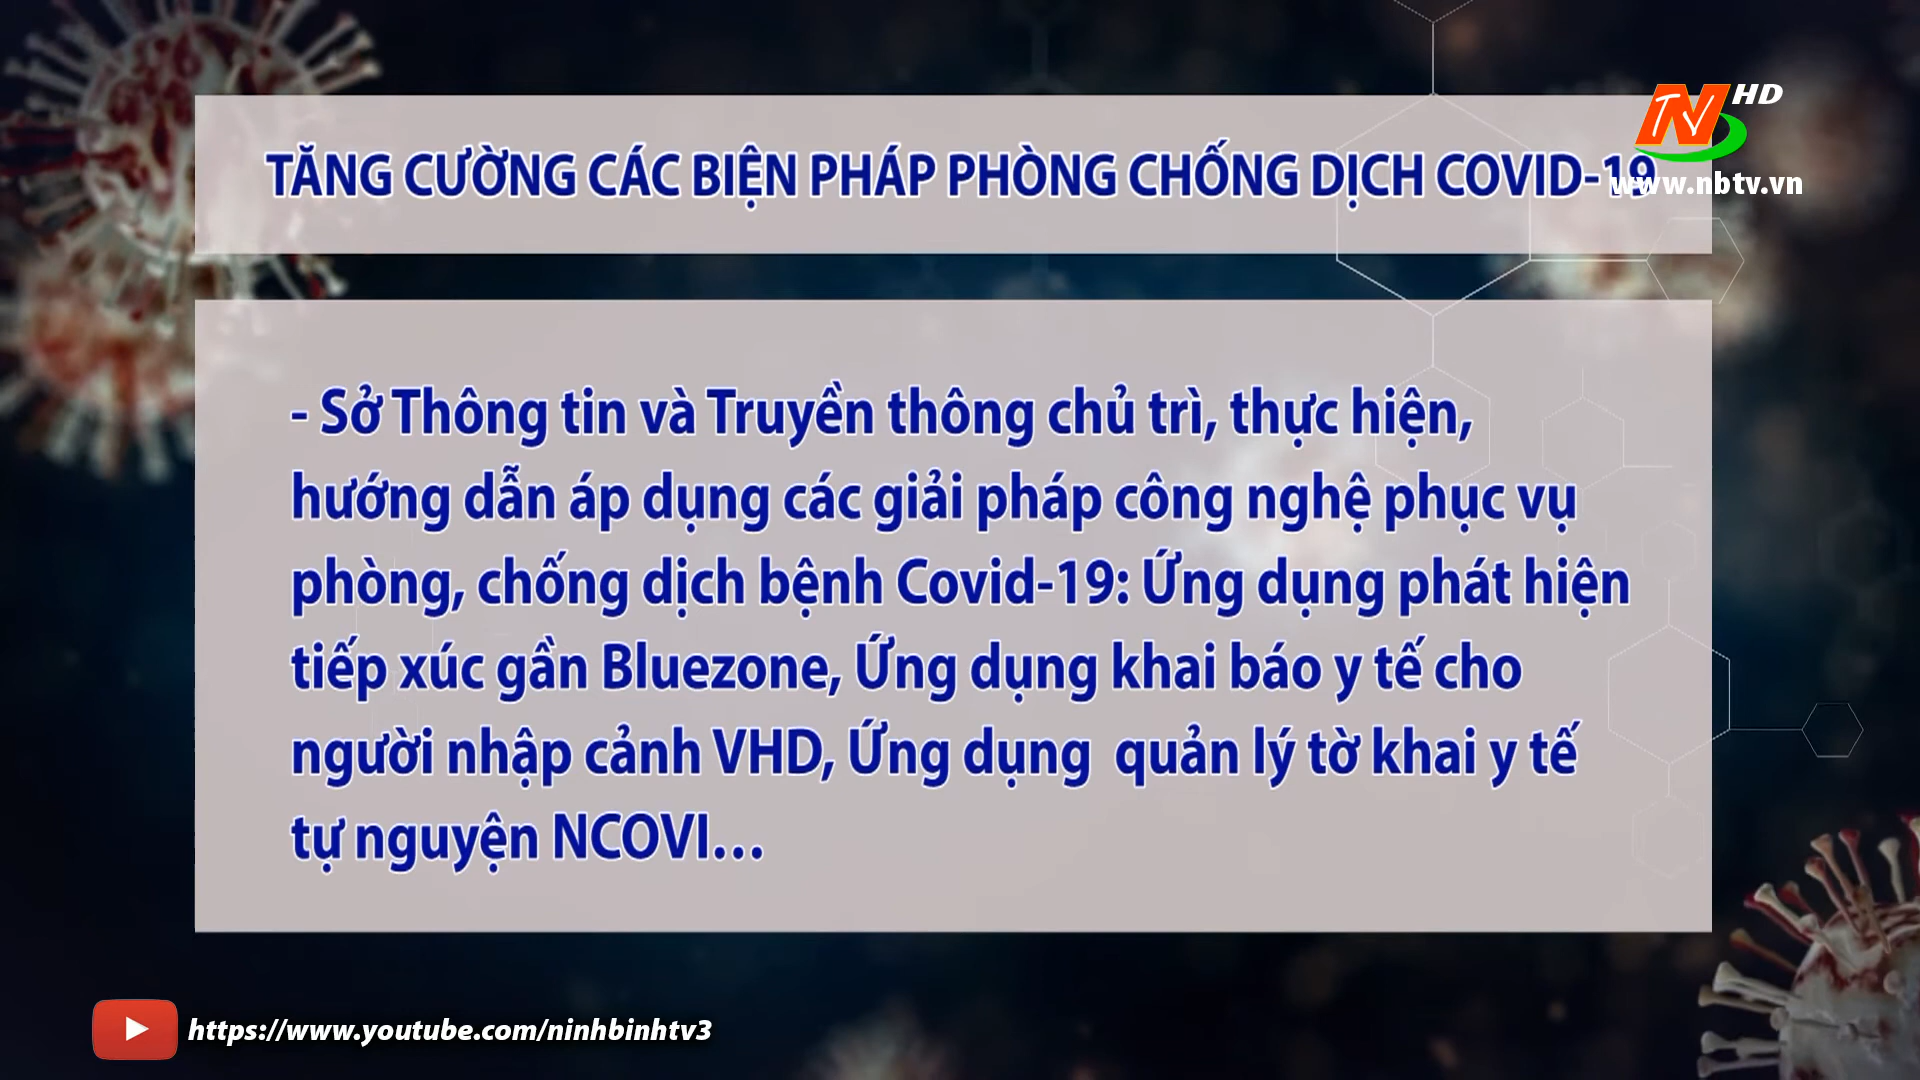 TV N HD
TĂNG CƯỜNG CÁC BIỆN PHÁP PHÒNG CHỐNG DỊCH COVID-19
www.nbtv.vn
- Sở Thông tin và Truyền thông chủ trì, thực hiện,
hướng dẫn áp dụng các giải pháp công nghệ phục vụ
phòng, chống dịch bệnh Covid-19: Ứng dụng phát hiện
tiếp xúc gần Bluezone, Ứng dụng khai báo y tế cho
người nhập cảnh VHD, Ứng dụng quản lý tờ khai y tế
tự nguyện NCOVI...
https://www.youtube.com/ninhbinhtv3